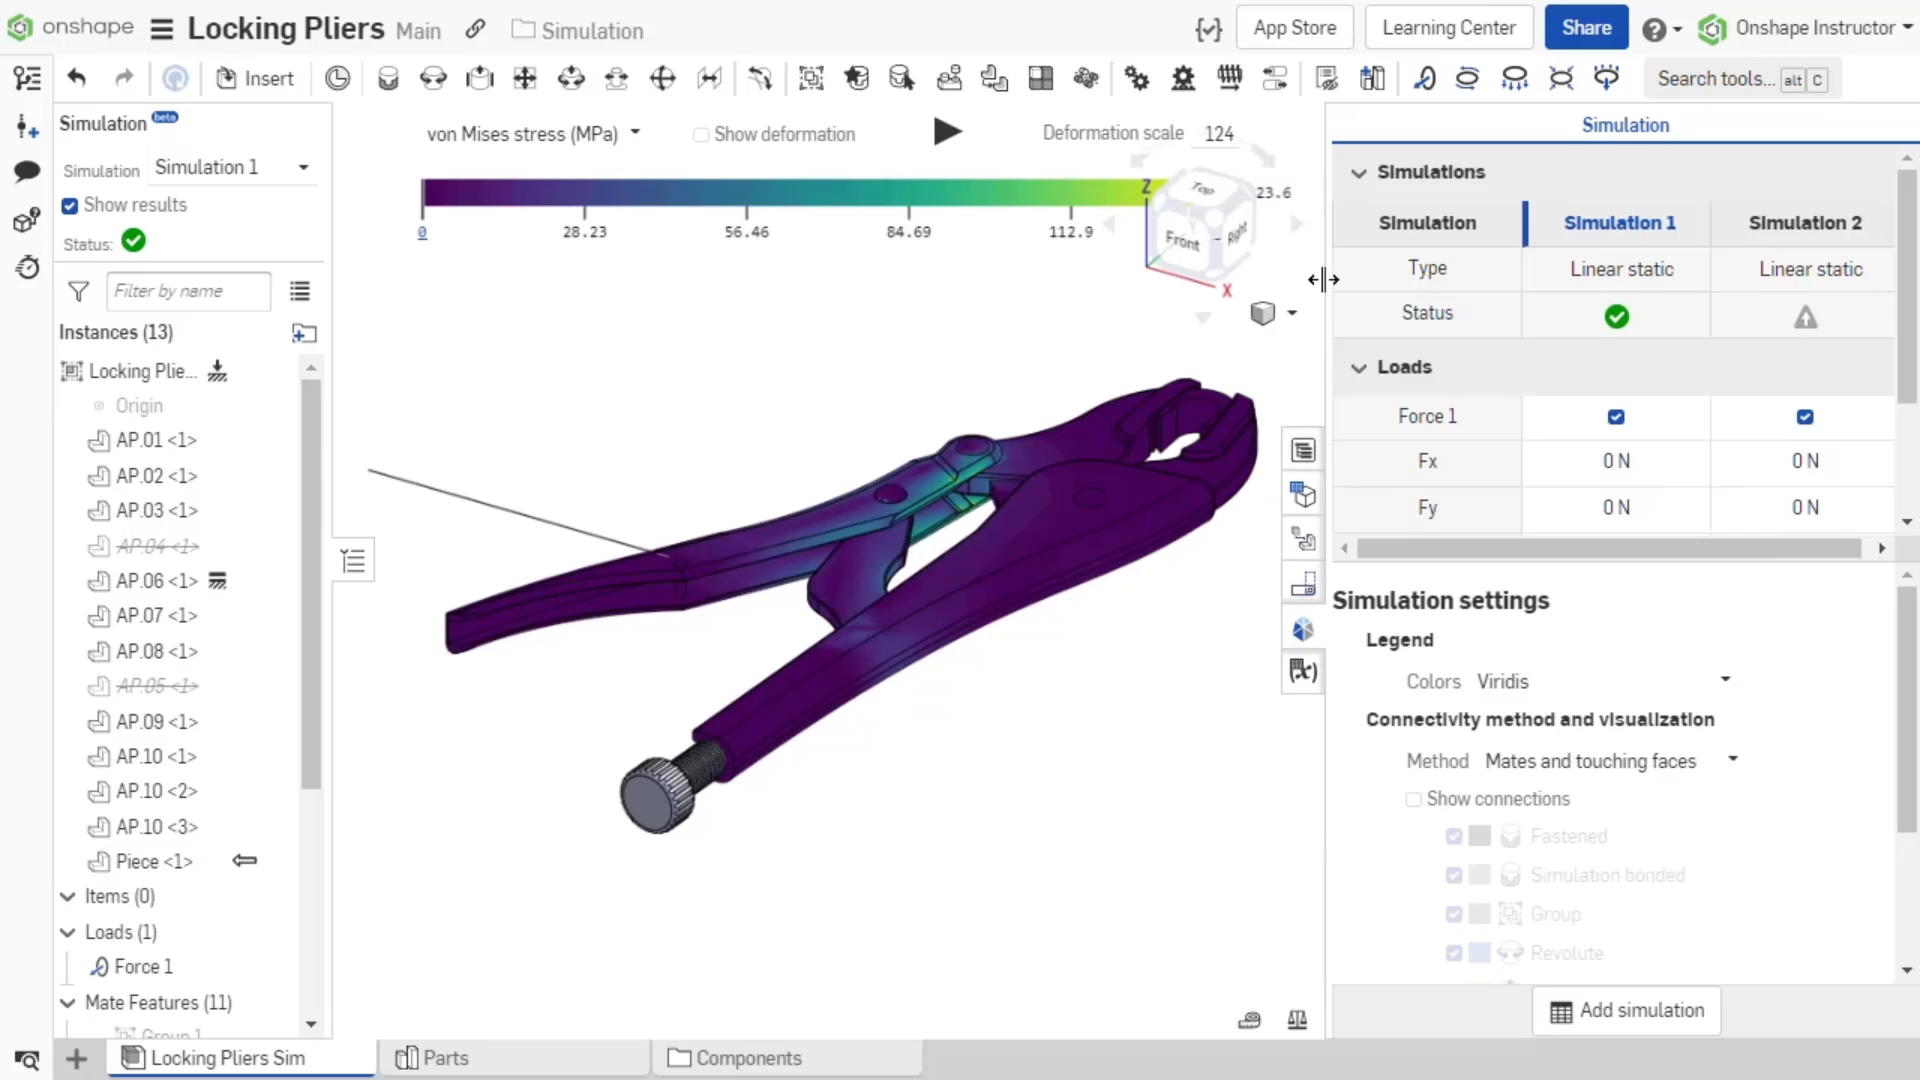 onshape Locking Pliers Main Simulation App Store Learning Center Share Onshape Instructor
Insert Search tools... alt C
Simulation beta
Simulation Simulation 1
Show results
Status:
Filter by name
Instances (13)
Locking Plie...
Origin
AP.01 <1>
AP.02 <1>
AP.03 <1>
AP.04 <1>
AP.06 <1>
AP.07 <1>
AP.08 <1>
AP.05 <1>
AP.09 <1>
AP.10 <1>
AP.10 <2>
AP.10 <3>
Piece <1>
Items (0)
Loads (1)
Force 1
Mate Features (11)
Group 1
von Mises stress (MPa) Show deformation Deformation scale 124
23.6
0 28.23 56.46 84.69 112.9
Z
Top
Front Right
X
Simulation
Simulations
Simulation Simulation 1 Simulation 2
Type Linear static Linear static
Status
Loads
Force 1
Fx 0 N 0 N
Fy 0 N 0 N
Simulation settings
Legend
Colors Viridis
Connectivity method and visualization
Method Mates and touching faces
Show connections
Fastened
Simulation bonded
Group
Revolute
Add simulation
Locking Pliers Sim Parts Components